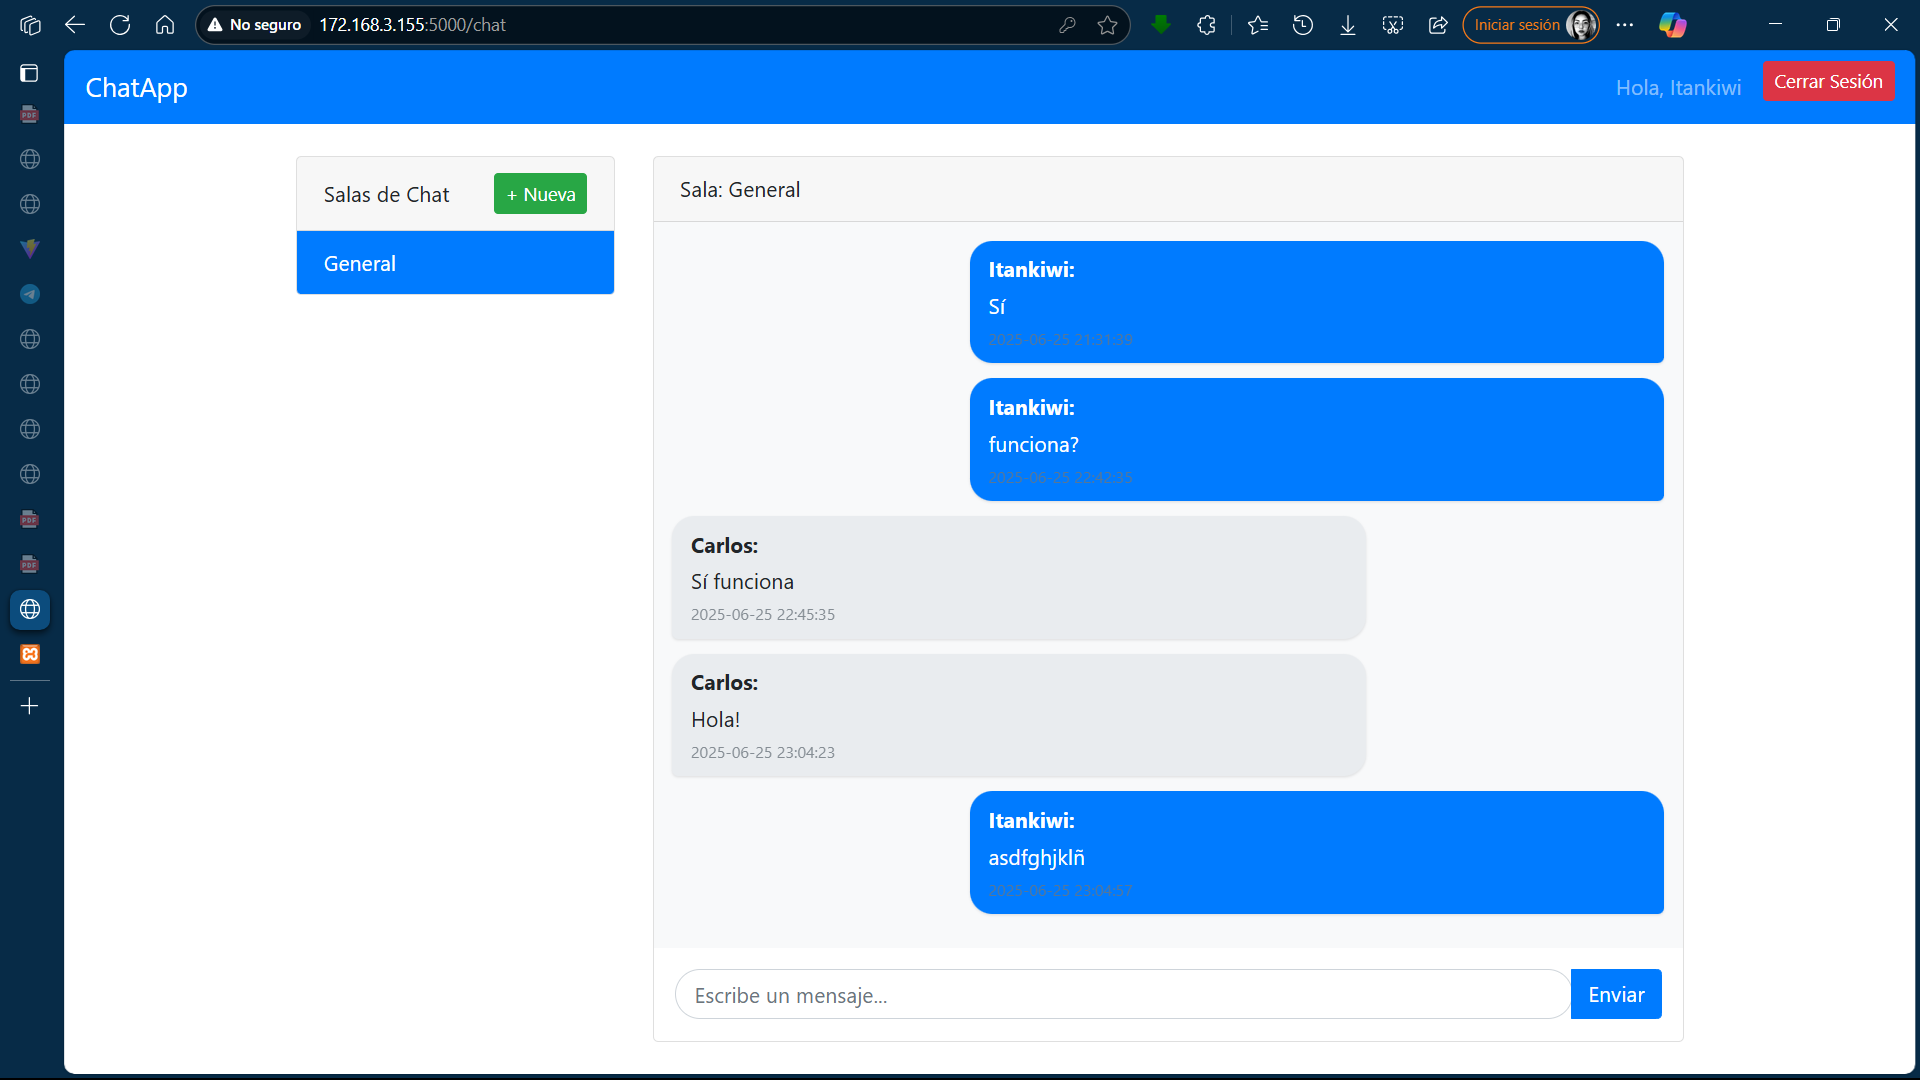 No seguro 172.168.3.155:5000/chat
Iniciar sesión
ChatApp
Hola, Itankiwi
Cerrar Sesión
Salas de Chat
+ Nueva
General
Sala: General
Itankiwi:
Sí
2025-06-25 21:31:39
Itankiwi:
funciona?
2025-06-25 22:42:35
Carlos:
Sí funciona
2025-06-25 22:45:35
Carlos:
Hola!
2025-06-25 23:04:23
Itankiwi:
asdfghjklñ
2025-06-25 23:04:57
Escribe un mensaje...
Enviar
PDF
PDF
PDF